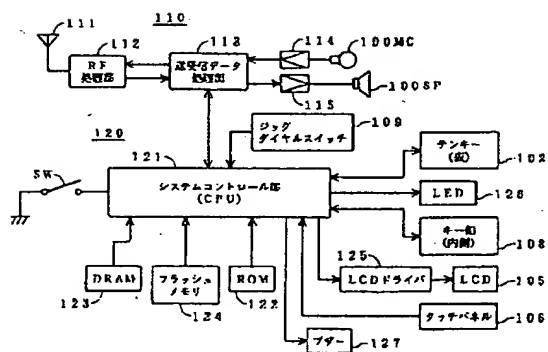 110
111
112
RF
処理部
113
送受信データ
処理部
114
100MC
115
100SP
109
ジョグ
ダイヤルスイッチ
120
121
システムコントロール部
(CPU)
SW
テンキー
102
LED
126
キー部
(内側)
108
125
LCDドライバ
LCD
105
タッチパネル
106
ブザー
127
DRAM
123
フラッシュ
メモリ
124
ROM
122